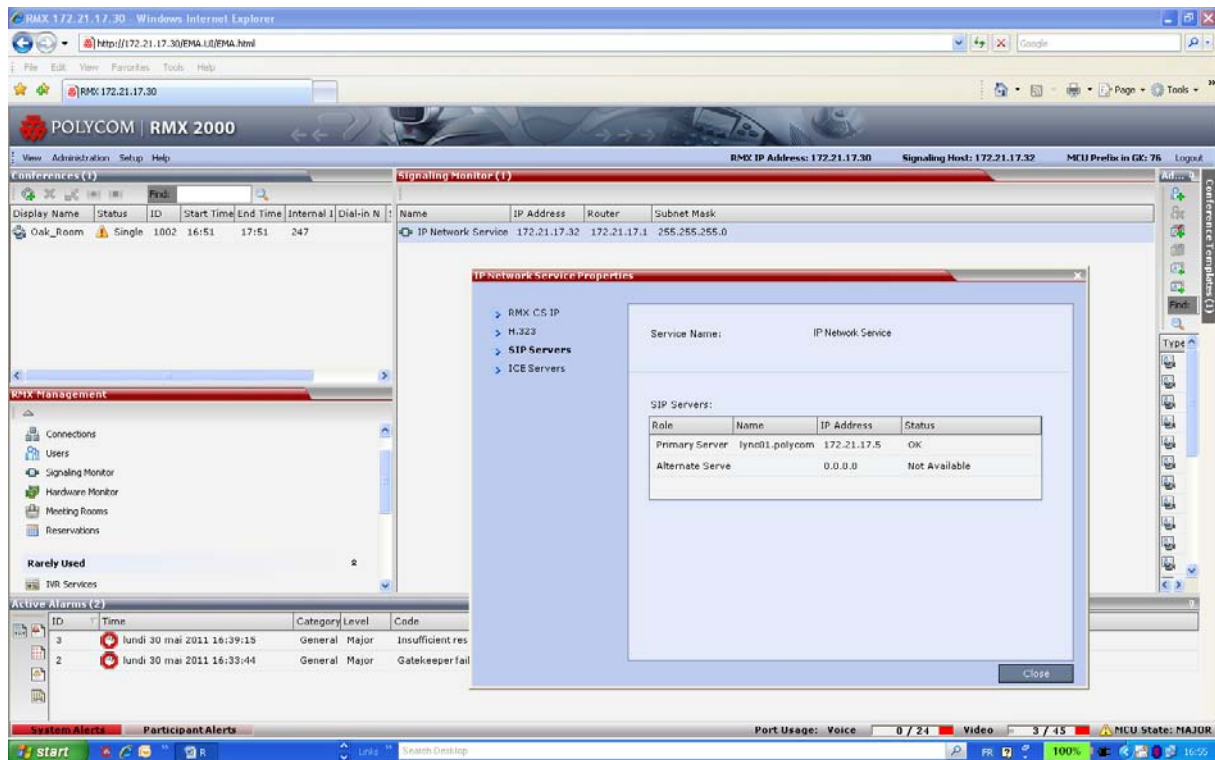 RMX 172.21.17.30 - Windows Internet Explorer
http://172.21.17.30/EMA.UI/EMA.html
Google
File Edit View Favorites Tools Help
RMX 172.21.17.30
Page Tools
POLYCOM | RMX 2000
View Administration Setup Help
RMX IP Address: 172.21.17.30 Signaling Host: 172.21.17.32 MCU Prefix in GK: 76 Logout
Conferences (1)
Find:
Display Name Status ID Start Time End Time Internal I Dial-in N
Oak_Room Single 1002 16:51 17:51 247
Signaling Monitor (1)
Name IP Address Router Subnet Mask
IP Network Service 172.21.17.32 172.21.17.1 255.255.255.0
Ad...
Find:
Type
Conference Templates (1)
IP Network Service Properties
RMX CS IP
H.323
SIP Servers
ICE Servers
Service Name: IP Network Service
SIP Servers:
Role Name IP Address Status
Primary Server lync01.polycom 172.21.17.5 OK
Alternate Serve 0.0.0.0 Not Available
Close
RMX Management
Connections
Users
Signaling Monitor
Hardware Monitor
Meeting Rooms
Reservations
Rarely Used
IVR Services
Active Alarms (2)
ID Time Category Level Code
3 lundi 30 mai 2011 16:39:15 General Major Insufficient res
2 lundi 30 mai 2011 16:33:44 General Major Gatekeeper fail
System Alerts Participant Alerts
Port Usage: Voice 0 / 24 Video 3 / 45 MCU State: MAJOR
start R Links Search Desktop FR 100% 16:55